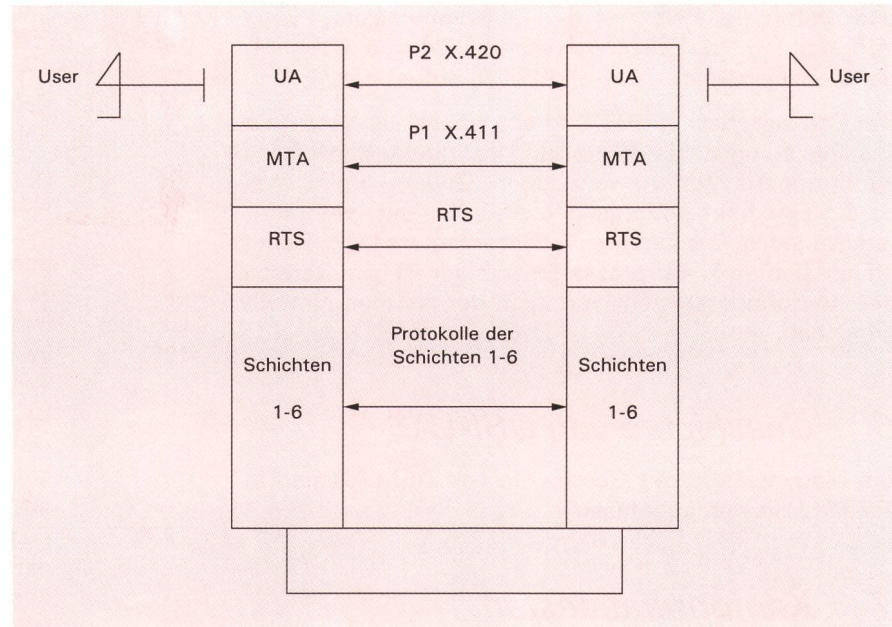 P2 X.420
User UA UA User
P1 X.411
MTA MTA
RTS
RTS RTS
Protokolle der
Schichten 1-6
Schichten Schichten
1-6 1-6